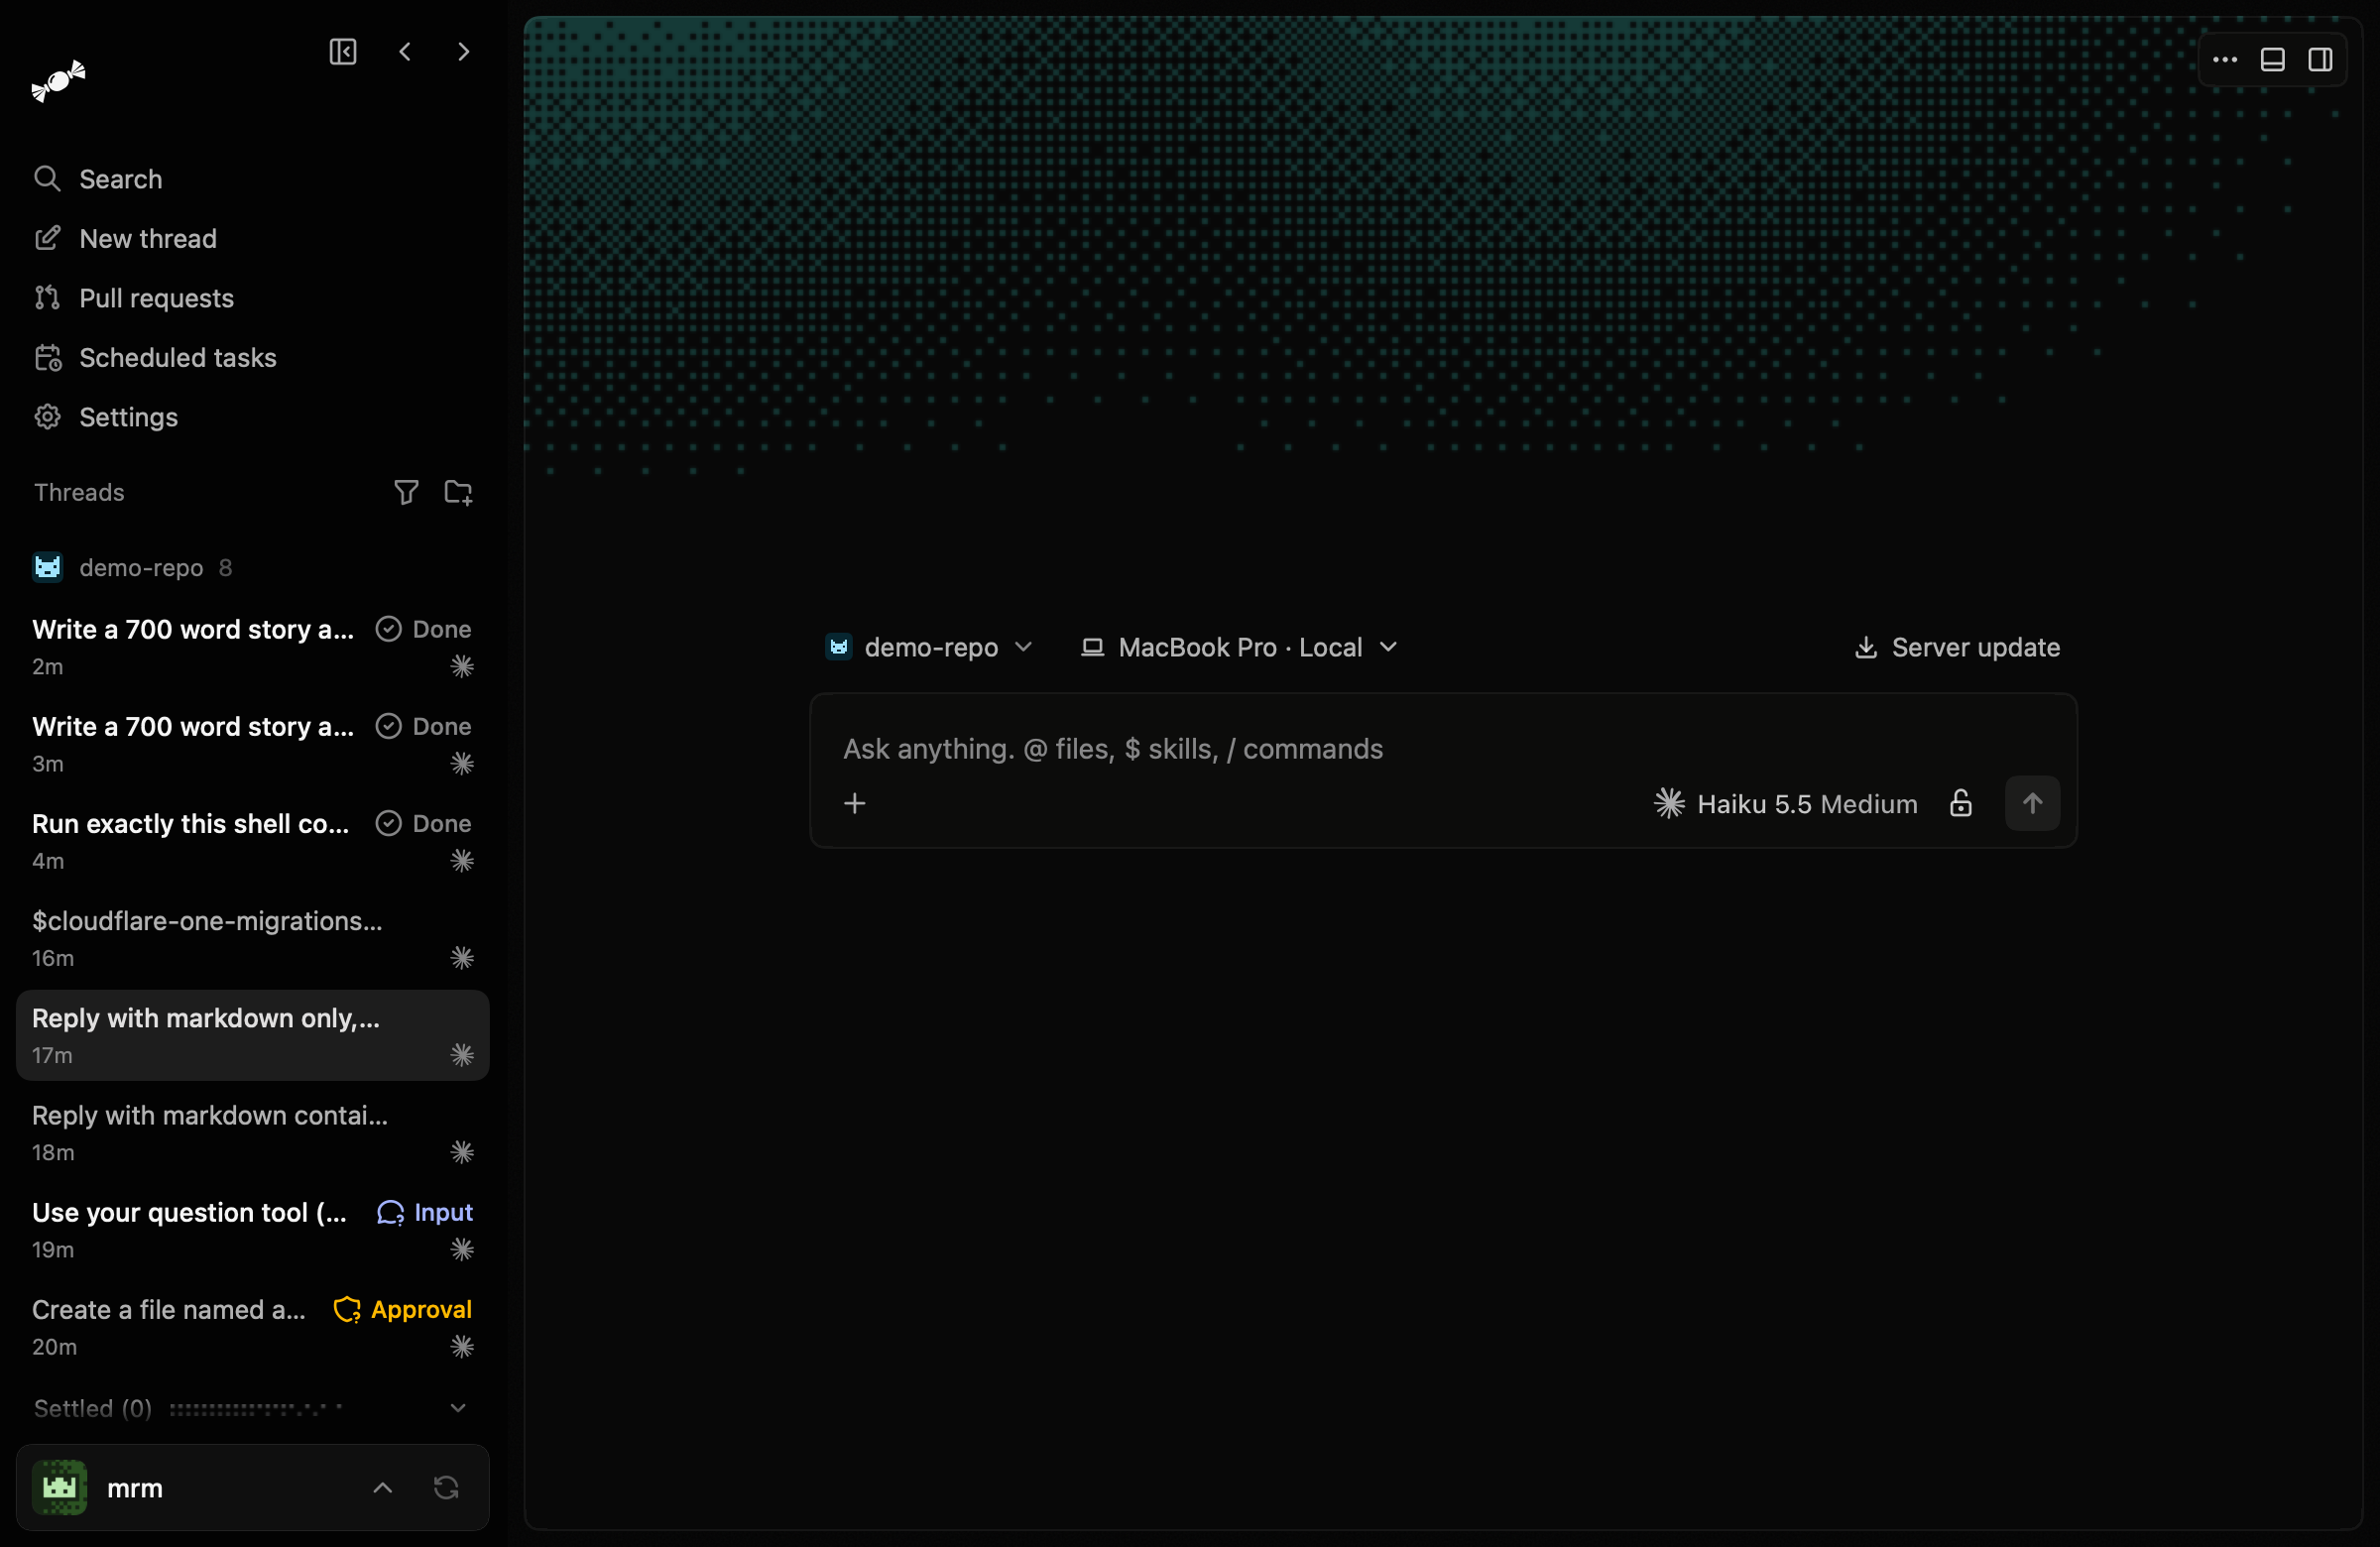 Search
New thread
Pull requests
Scheduled tasks
Settings
Threads
demo-repo 8
Write a 700 word story a... Done
2m
Write a 700 word story a... Done
3m
Run exactly this shell co... Done
4m
$cloudflare-one-migrations...
16m
Reply with markdown only,...
17m
Reply with markdown contai...
18m
Use your question tool (... Input
19m
Create a file named a... Approval
20m
Settled (0)
mrm
demo-repo MacBook Pro · Local Server update
Ask anything. @ files, $ skills, / commands
Haiku 5.5 Medium